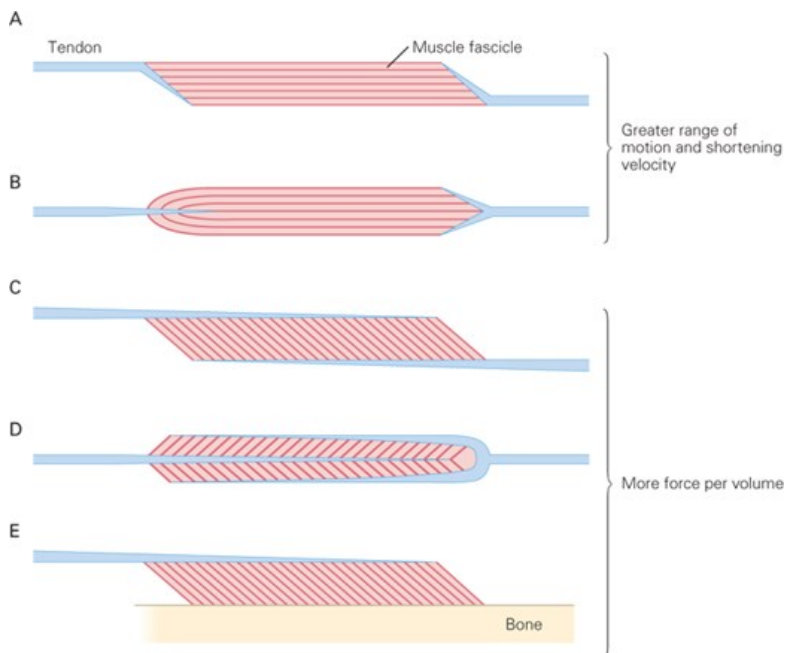 A
Tendon
Muscle fascicle
Greater range of
motion and shortening
velocity
B
C
D
More force per volume
E
Bone